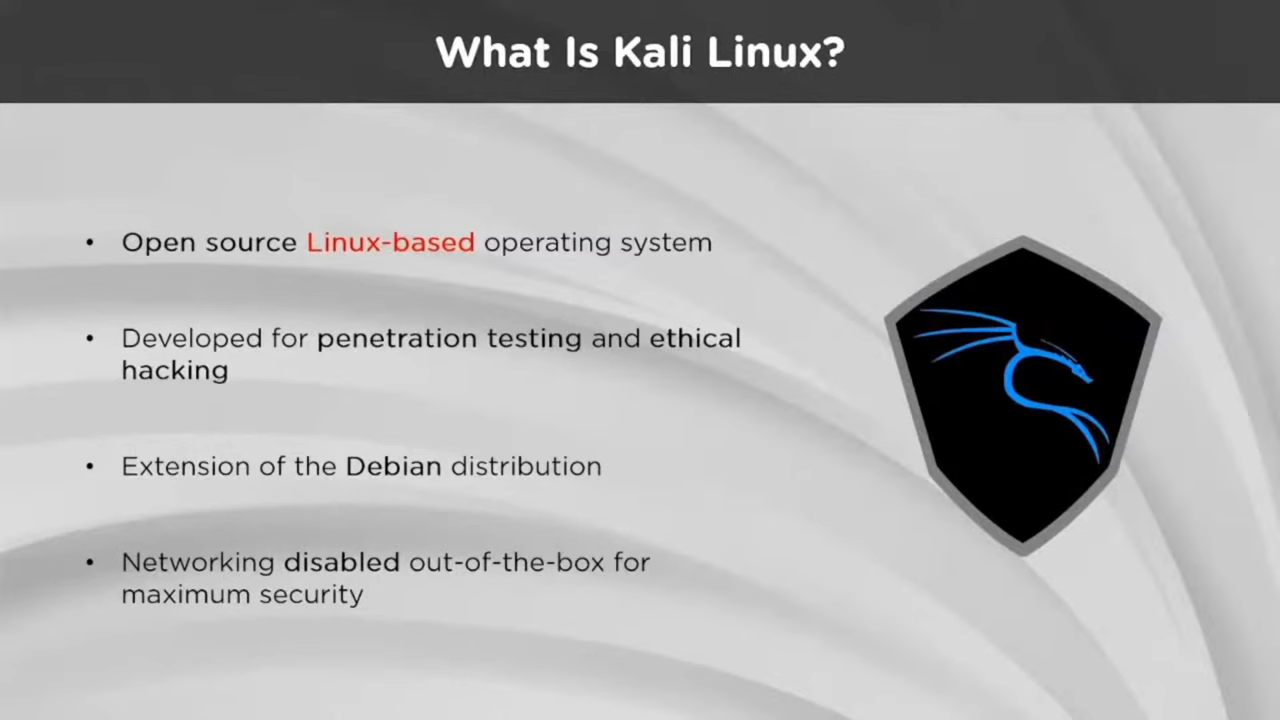 What Is Kali Linux?
• Open source Linux-based operating system
• Developed for penetration testing and ethical
hacking
• Extension of the Debian distribution
• Networking disabled out-of-the-box for
maximum security